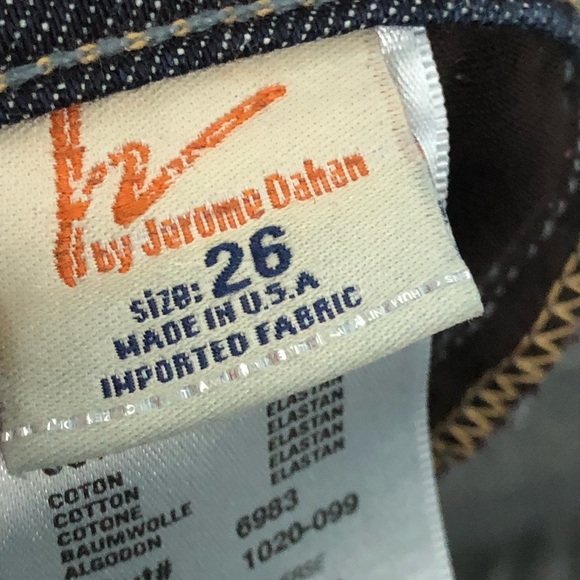 by Jerome Dahan
Size: 26
MADE IN U.S.A
IMPORTED FABRIC
ELASTAN
ELASTAN
ELASTAN
ELASTAN
ELASTAN
COTON
COTTON
COTONE
BAUMWOLLE
ALGODON
6983
1020-099